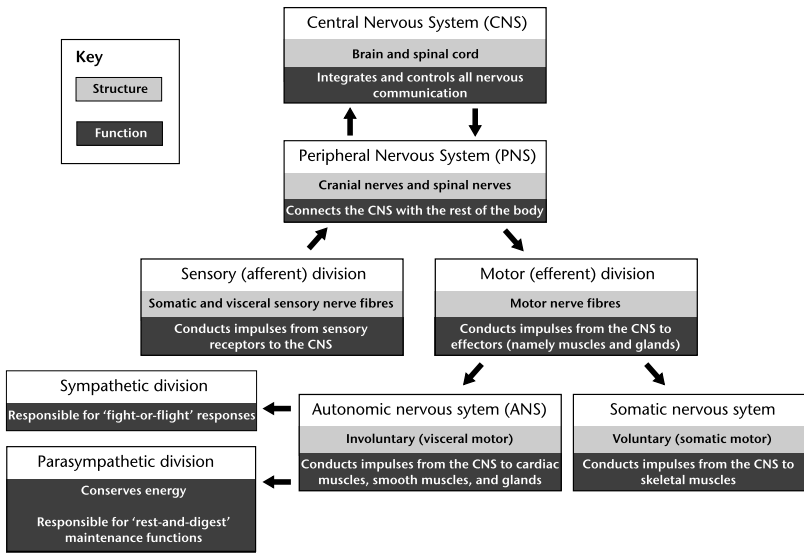 Central Nervous System (CNS)
Brain and spinal cord
Integrates and controls all nervous
communication
Key
Structure
Function
Peripheral Nervous System (PNS)
Cranial nerves and spinal nerves
Connects the CNS with the rest of the body
Sensory (afferent) division
Somatic and visceral sensory nerve fibres
Conducts impulses from sensory
receptors to the CNS
Motor (efferent) division
Motor nerve fibres
Conducts impulses from the CNS to
effectors (namely muscles and glands)
Sympathetic division
Responsible for ‘fight-or-flight’ responses
Parasympathetic division
Conserves energy
Responsible for ‘rest-and-digest’
maintenance functions
Autonomic nervous sytem (ANS)
Involuntary (visceral motor)
Conducts impulses from the CNS to cardiac
muscles, smooth muscles, and glands
Somatic nervous sytem
Voluntary (somatic motor)
Conducts impulses from the CNS to
skeletal muscles